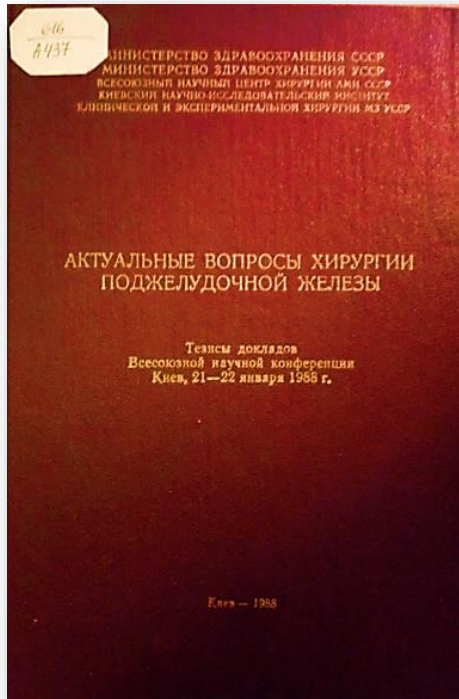 616
А437
МИНИСТЕРСТВО ЗДРАВООХРАНЕНИЯ СССР
МИНИСТЕРСТВО ЗДРАВООХРАНЕНИЯ УССР
ВСЕСОЮЗНЫЙ НАУЧНЫЙ ЦЕНТР ХИРУРГИИ АМН СССР
КИЕВСКИЙ НАУЧНО-ИССЛЕДОВАТЕЛЬСКИЙ ИНСТИТУТ
КЛИНИЧЕСКОЙ И ЭКСПЕРИМЕНТАЛЬНОЙ ХИРУРГИИ МЗ УССР
АКТУАЛЬНЫЕ ВОПРОСЫ ХИРУРГИИ
ПОДЖЕЛУДОЧНОЙ ЖЕЛЕЗЫ
Тезисы докладов
Всесоюзной научной конференции
Киев, 21—22 января 1988 г.
Киев — 1988